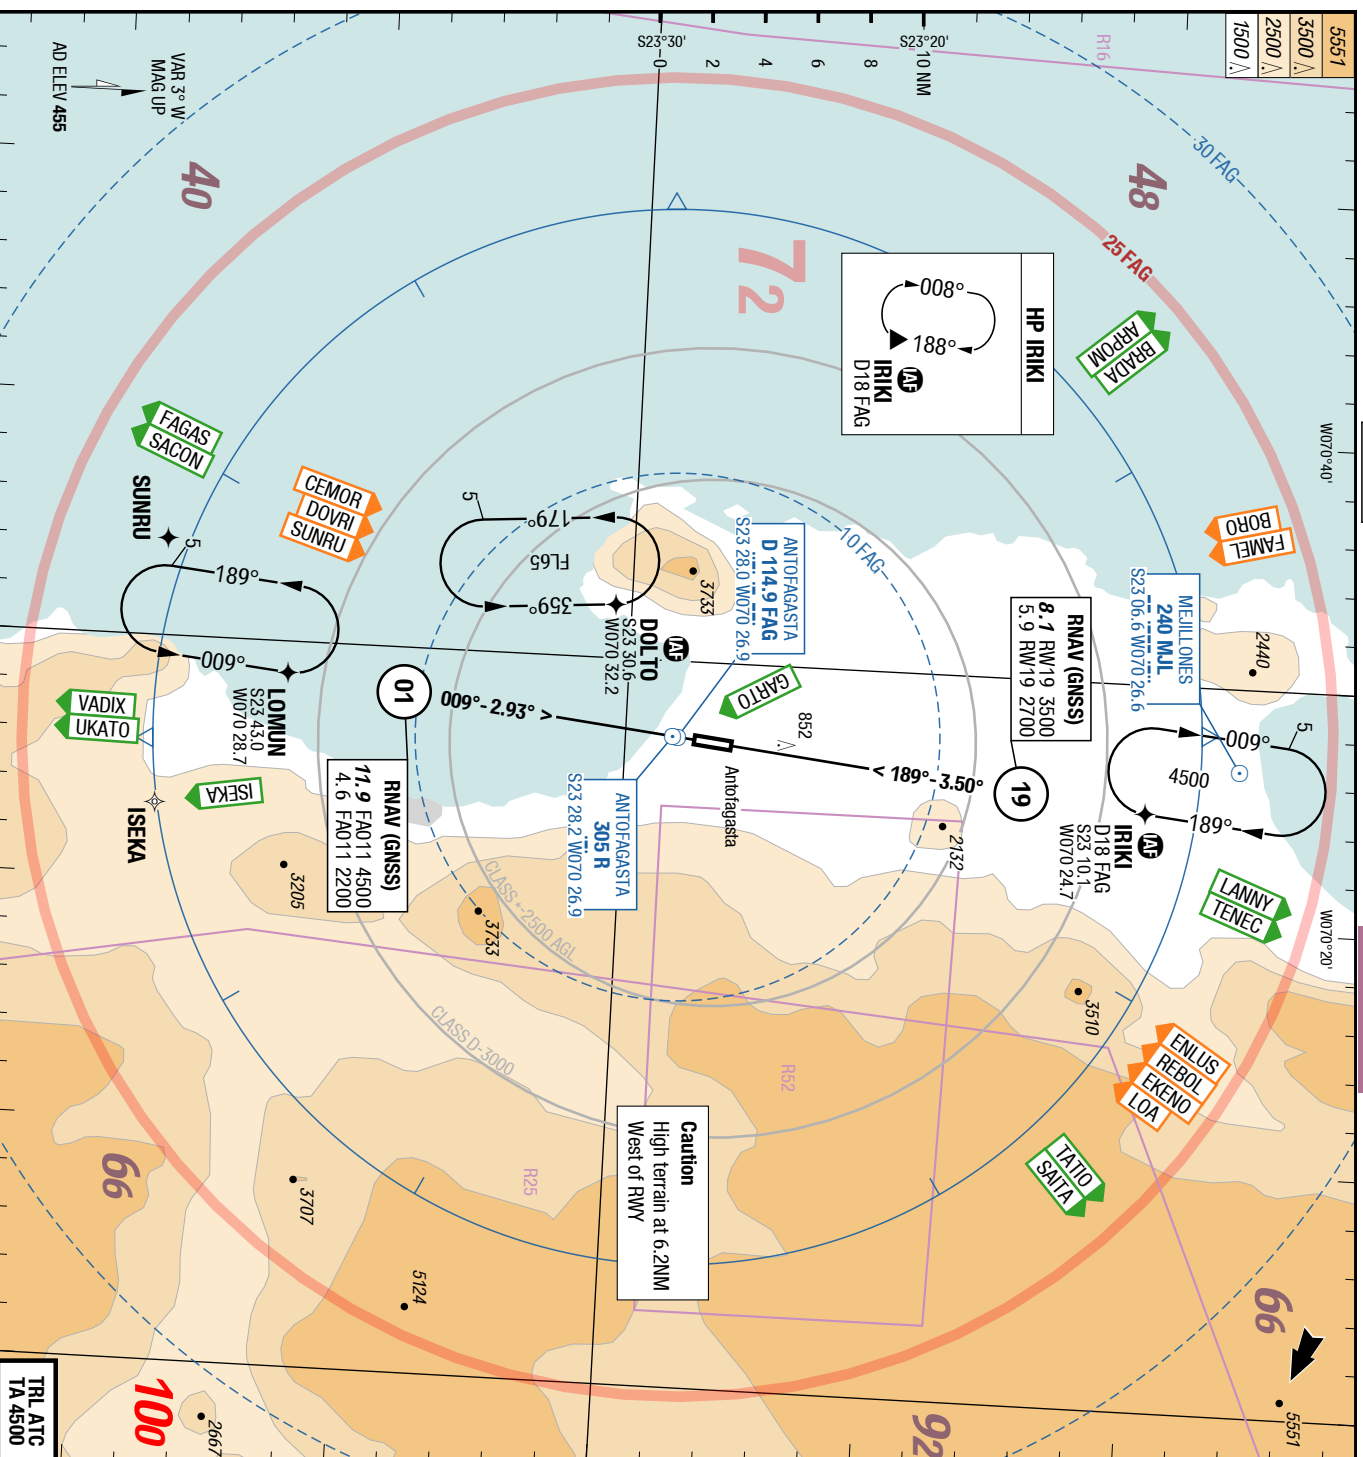 5551
3500
2500
1500
S23°30'
S23°20'
0
2
4
6
8
10 NM
R16
VAR 3° W
MAG UP
AD ELEV 455
40
48
30 FAG
25 FAG
72
HP IRIKI
008°
188°
IAF
IRIKI
D18 FAG
BRADA
ARPOM
W070°40'
BORO
FAMEL
FAGAS
SACON
SUNRU
CEMOR
DOVRI
SUNRU
5
189°
009°
LOMUN
S23 43.0
W070 28.7
5
179°
FL65
359°
3733
IAF
DOLTO
S23 30.6
W070 32.2
ANTOFAGASTA
D 114.9 FAG
S23 28.0 W070 26.9
10 FAG
GARTO
852
Antofagasta
MEJILLONES
240 MJL
S23 06.6 W070 26.6
2440
RNAV (GNSS)
8.1 RW19 3500
5.9 RW19 2700
19
< 189°-3.50°
01
009°-2.93° >
RNAV (GNSS)
11.9 FA011 4500
4.6 FA011 2200
ANTOFAGASTA
305 R
S23 28.2 W070 26.9
5
009°
4500
189°
IAF
IRIKI
D18 FAG
S23 10.1
W070 24.7
VADIX
UKATO
ISEKA
ISEKA
3205
3733
2132
LANNY
TENEC
W070°20'
CLASS *-2500 AGL
CLASS D-3000
3510
ENLUS
REBOL
EKENO
LOA
R52
R25
TATIO
SAITA
Caution
High terrain at 6.2NM
West of RWY
66
3707
5124
66
5551
92
100
2667
TRL ATC
TA 4500